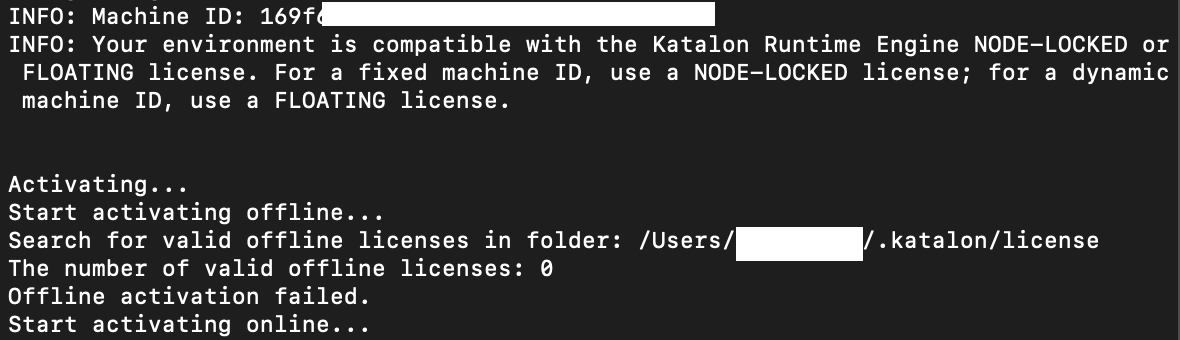 INFO: Machine ID: 169f
INFO: Your environment is compatible with the Katalon Runtime Engine NODE-LOCKED or
FLOATING license. For a fixed machine ID, use a NODE-LOCKED license; for a dynamic
machine ID, use a FLOATING license.
Activating...
Start activating offline...
Search for valid offline licenses in folder: /Users/ /.katalon/license
The number of valid offline licenses: 0
Offline activation failed.
Start activating online...